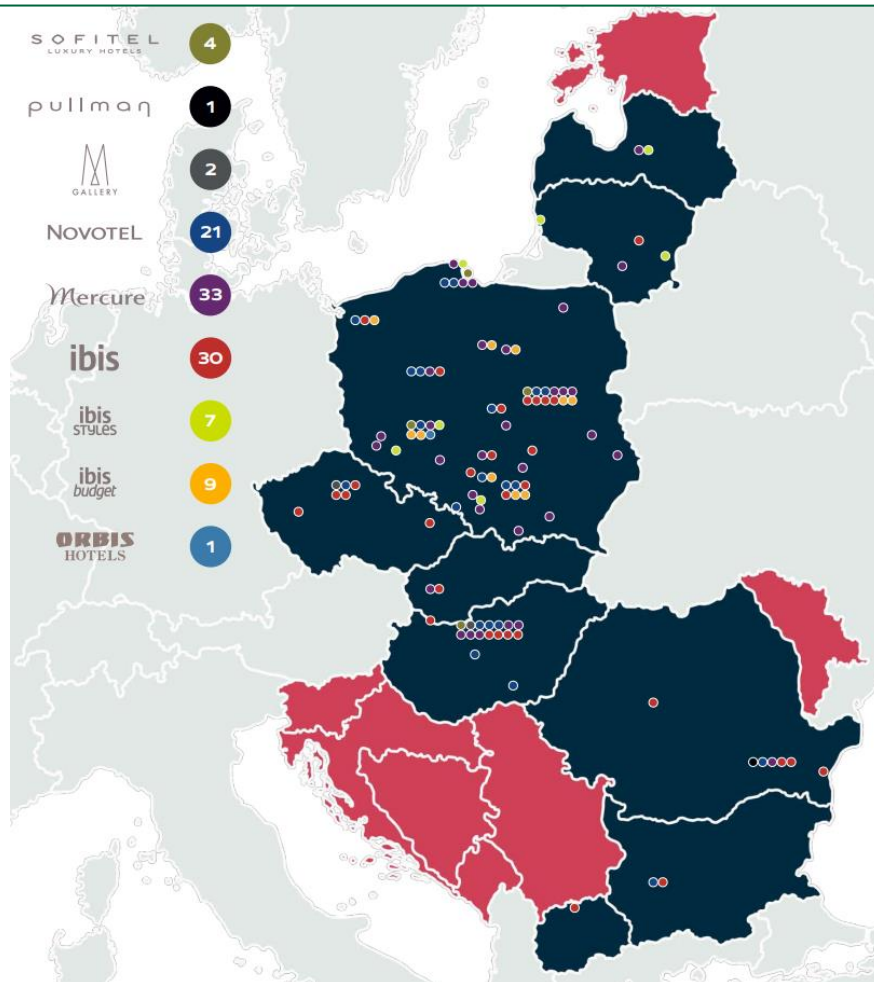 SOFITEL
LUXURY HOTELS
4
pullman
1
M
GALLERY
2
NOVOTEL
21
Mercure
33
ibis
30
ibis
STYLES
7
ibis
budget
9
ORBIS
HOTELS
1